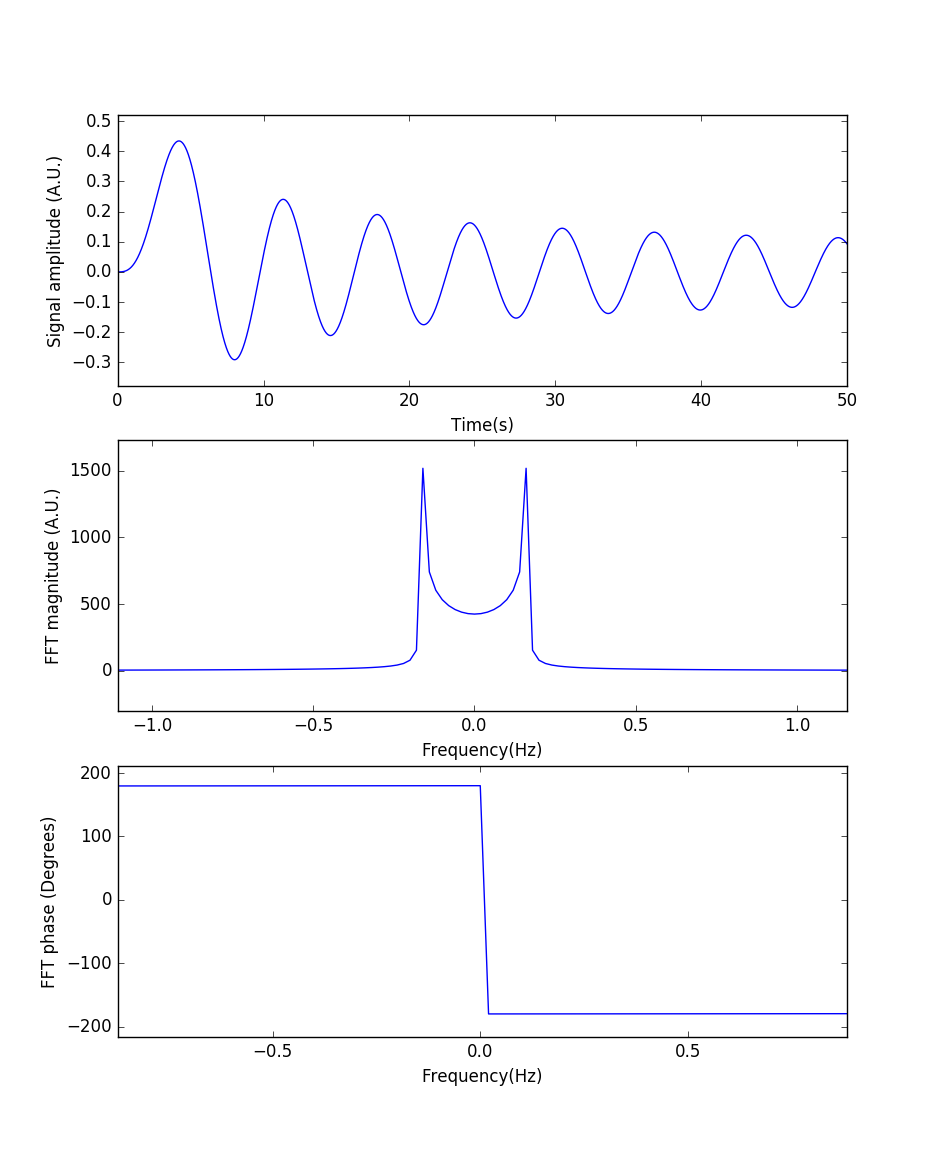 0.5
0.4
0.3
0.2
0.1
0.0
−0.1
−0.2
−0.3
Signal amplitude (A.U.)
0 10 20 30 40 50
Time(s)
1500
1000
500
0
FFT magnitude (A.U.)
−1.0 −0.5 0.0 0.5 1.0
Frequency(Hz)
200
100
0
−100
−200
FFT phase (Degrees)
−0.5 0.0 0.5
Frequency(Hz)